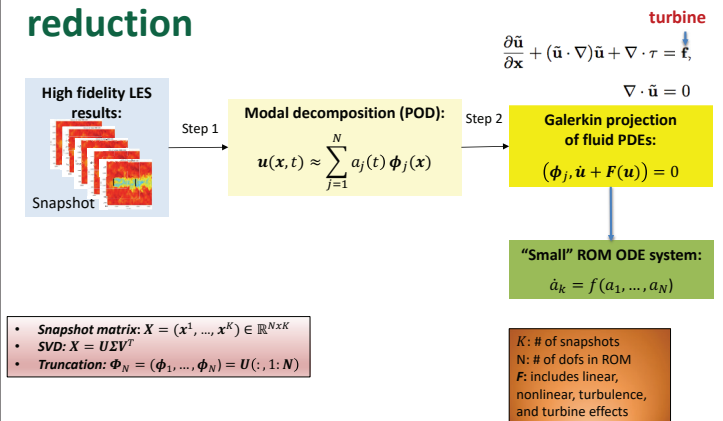 reduction
turbine
∂ũ/∂x + (ũ · ∇)ũ + ∇ · τ = f,
∇ · ũ = 0
High fidelity LES
results:
Snapshot
Step 1
Modal decomposition (POD):
u(x, t) ≈ ∑_{j=1}^{N} a_j(t) ϕ_j(x)
Step 2
Galerkin projection
of fluid PDEs:
(ϕ_j, u̇ + F(u)) = 0
“Small” ROM ODE system:
ȧ_k = f(a_1, … , a_N)
• Snapshot matrix: X = (x^1, …, x^K) ∈ ℝ^{NxK}
• SVD: X = UΣV^T
• Truncation: Φ_N = (ϕ_1, … , ϕ_N) = U(:, 1: N)
K: # of snapshots
N: # of dofs in ROM
F: includes linear,
nonlinear, turbulence,
and turbine effects